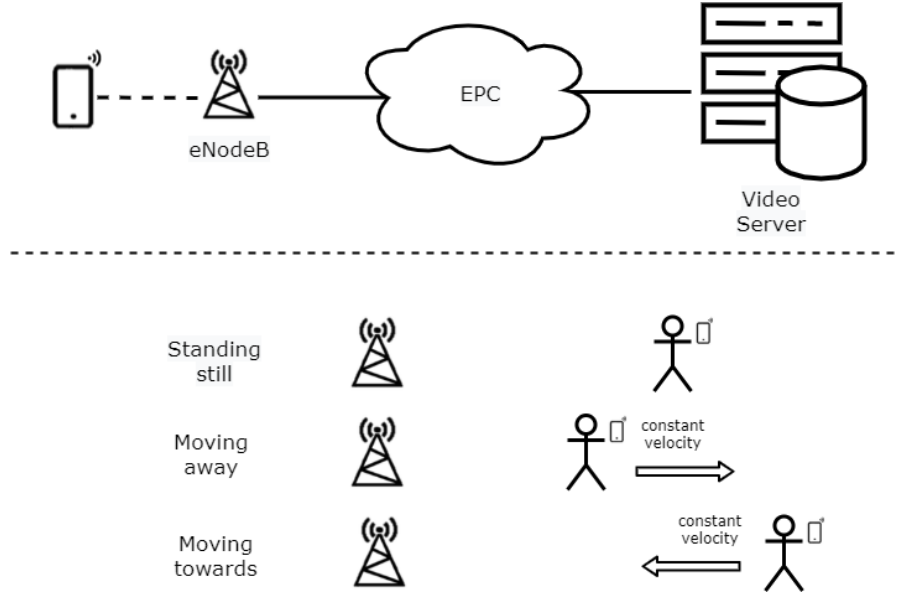 EPC
eNodeB
Video
Server
Standing
still
Moving
away
constant
velocity
Moving
towards
constant
velocity